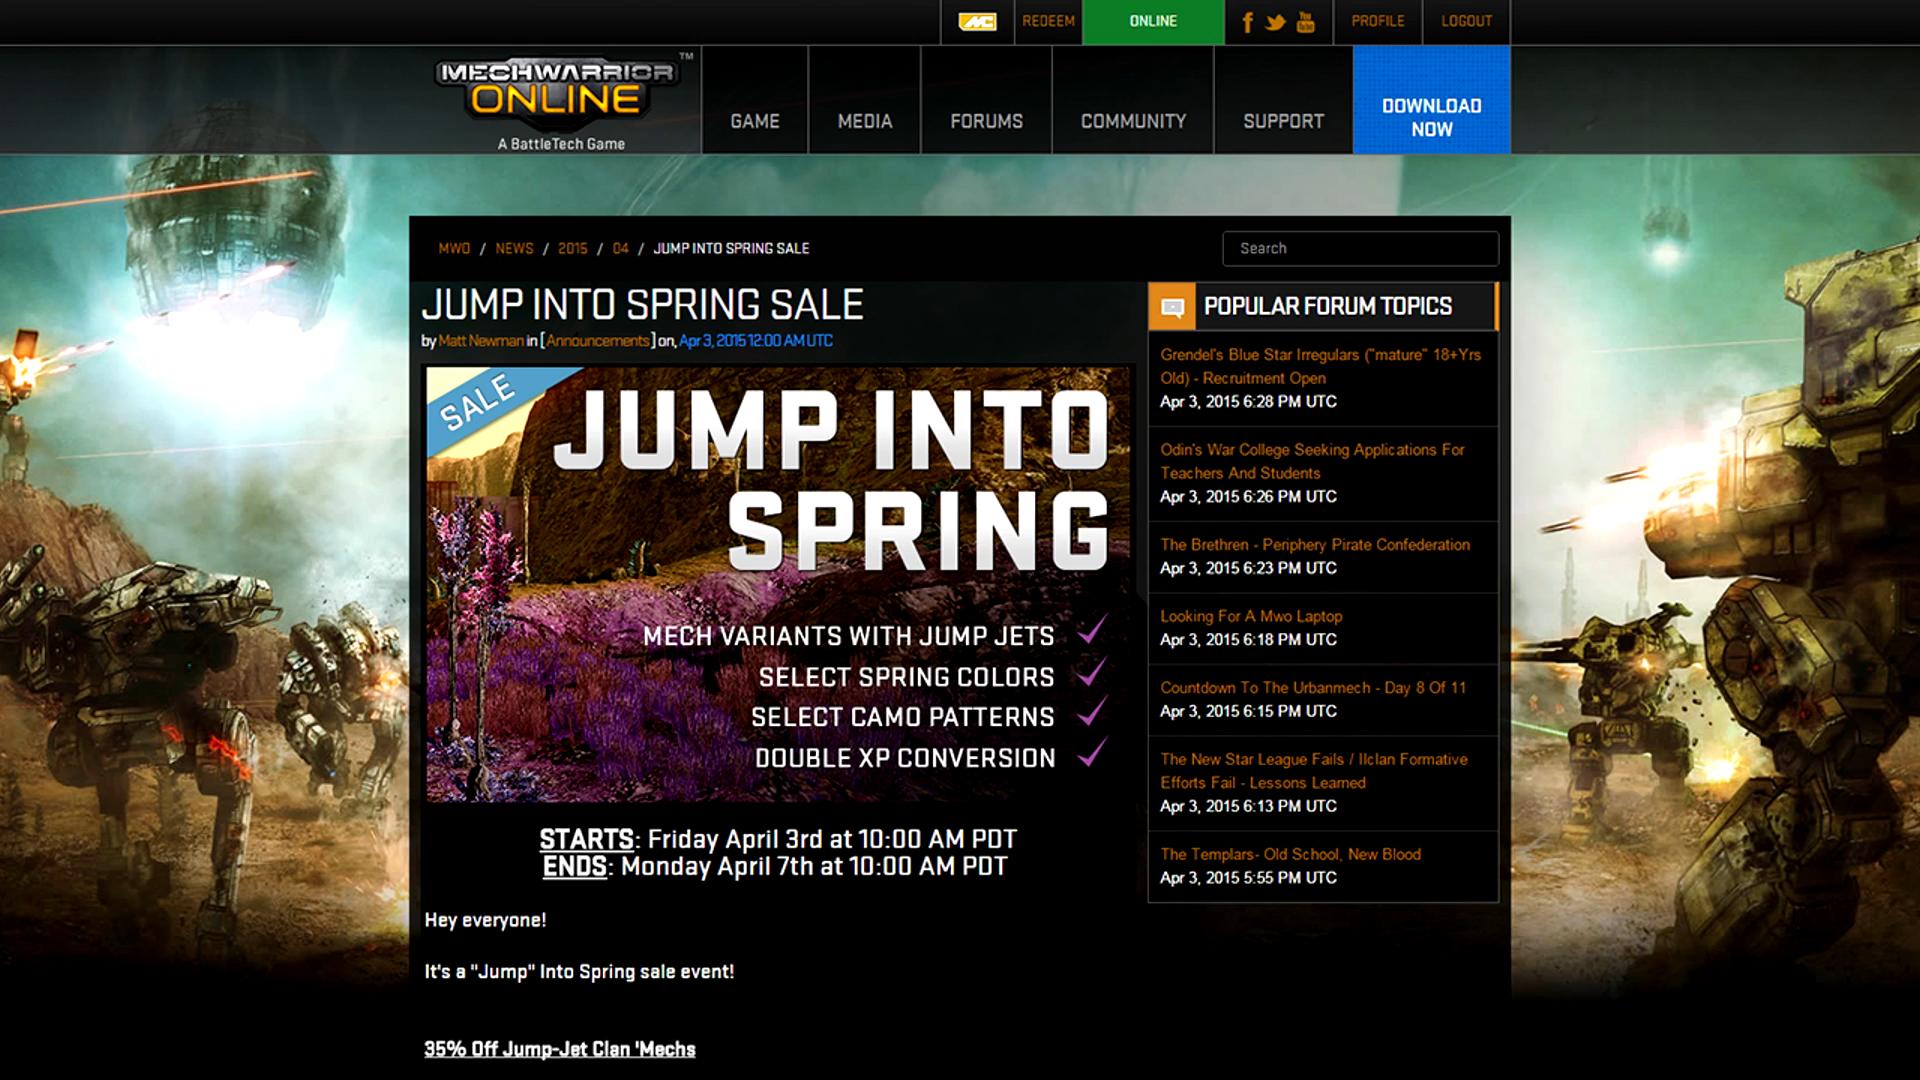 MC
REDEEM
ONLINE
f
You
Tube
PROFILE
LOGOUT
MECHWARRIOR
ONLINE
TM
A BattleTech Game
GAME
MEDIA
FORUMS
COMMUNITY
SUPPORT
DOWNLOAD
NOW
MWO / NEWS / 2015 / 04 / JUMP INTO SPRING SALE
Search
JUMP INTO SPRING SALE
by Matt Newman in [Announcements] on, Apr 3, 2015 12:00 AM UTC
SALE
JUMP INTO
SPRING
MECH VARIANTS WITH JUMP JETS
SELECT SPRING COLORS
SELECT CAMO PATTERNS
DOUBLE XP CONVERSION
STARTS: Friday April 3rd at 10:00 AM PDT
ENDS: Monday April 7th at 10:00 AM PDT
Hey everyone!
It's a "Jump" Into Spring sale event!
35% Off Jump-Jet Clan 'Mechs
POPULAR FORUM TOPICS
Grendel's Blue Star Irregulars ("mature" 18+Yrs
Old) - Recruitment Open
Apr 3, 2015 6:28 PM UTC
Odin's War College Seeking Applications For
Teachers And Students
Apr 3, 2015 6:26 PM UTC
The Brethren - Periphery Pirate Confederation
Apr 3, 2015 6:23 PM UTC
Looking For A Mwo Laptop
Apr 3, 2015 6:18 PM UTC
Countdown To The Urbanmech - Day 8 Of 11
Apr 3, 2015 6:15 PM UTC
The New Star League Fails / Ilclan Formative
Efforts Fail - Lessons Learned
Apr 3, 2015 6:13 PM UTC
The Templars- Old School, New Blood
Apr 3, 2015 5:55 PM UTC